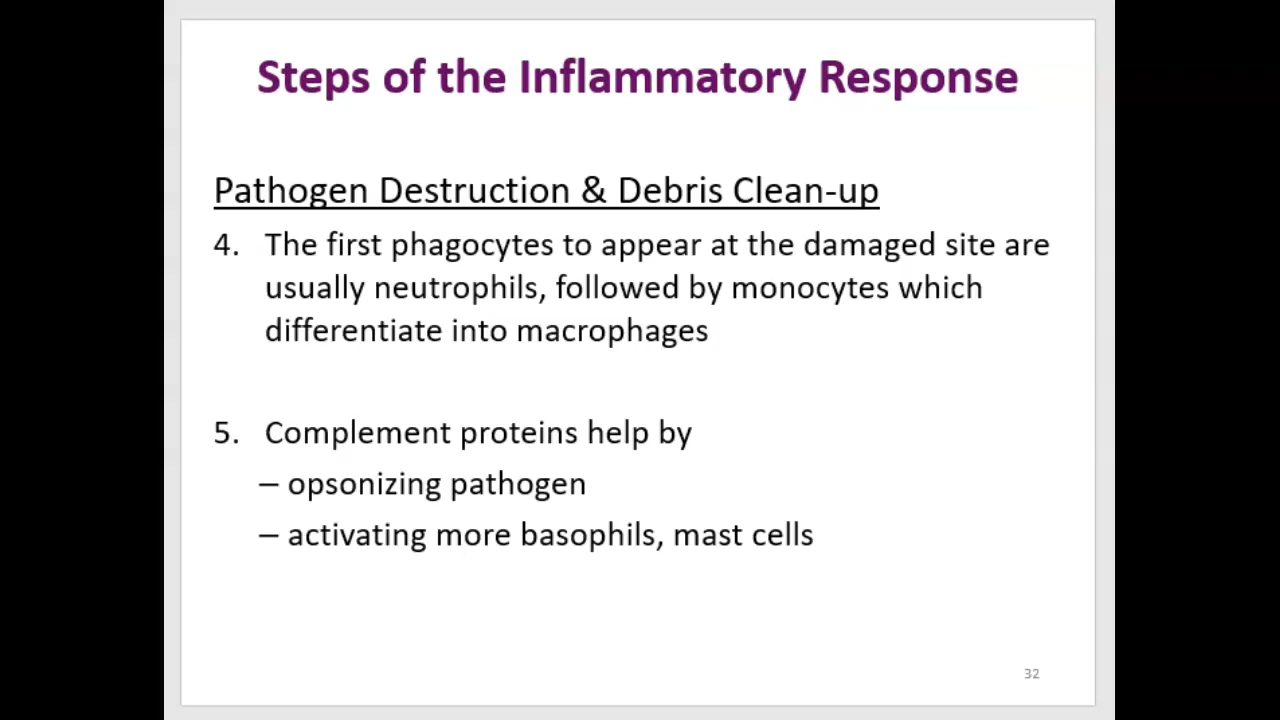 Steps of the Inflammatory Response
Pathogen Destruction & Debris Clean-up
4. The first phagocytes to appear at the damaged site are
usually neutrophils, followed by monocytes which
differentiate into macrophages
5. Complement proteins help by
– opsonizing pathogen
– activating more basophils, mast cells
32